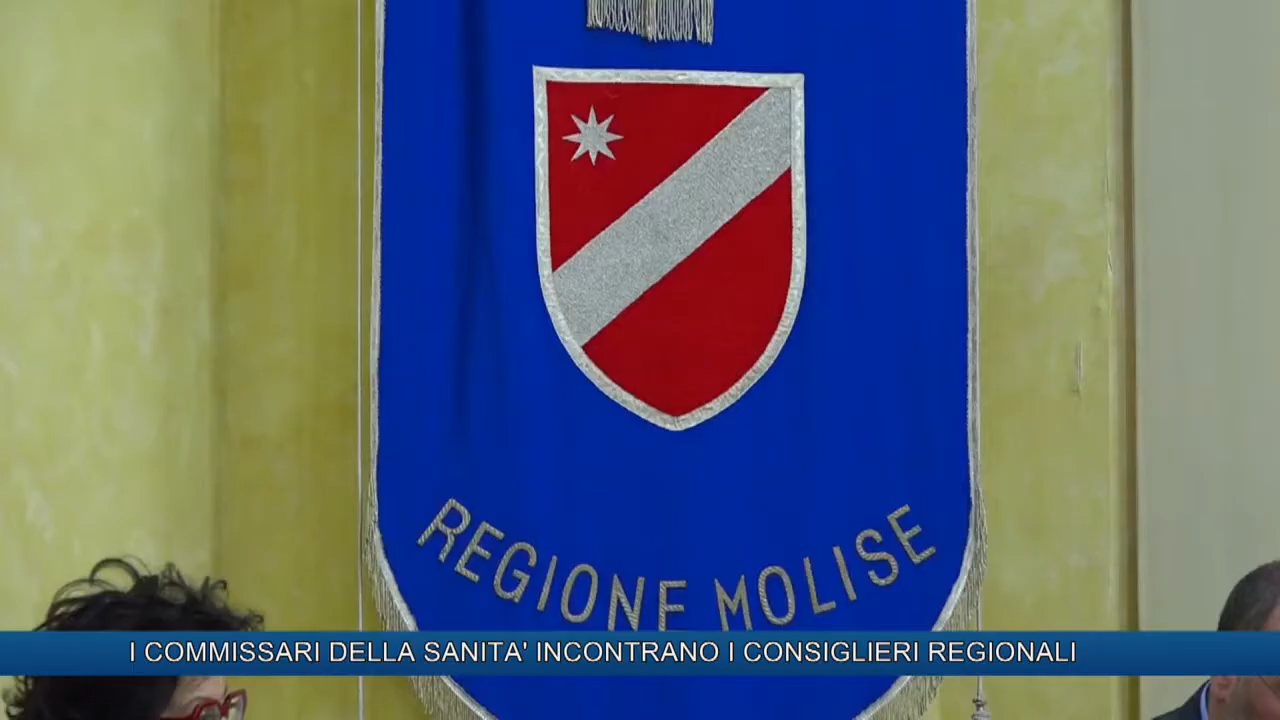 REGIONE MOLISE
I COMMISSARI DELLA SANITA' INCONTRANO I CONSIGLIERI REGIONALI